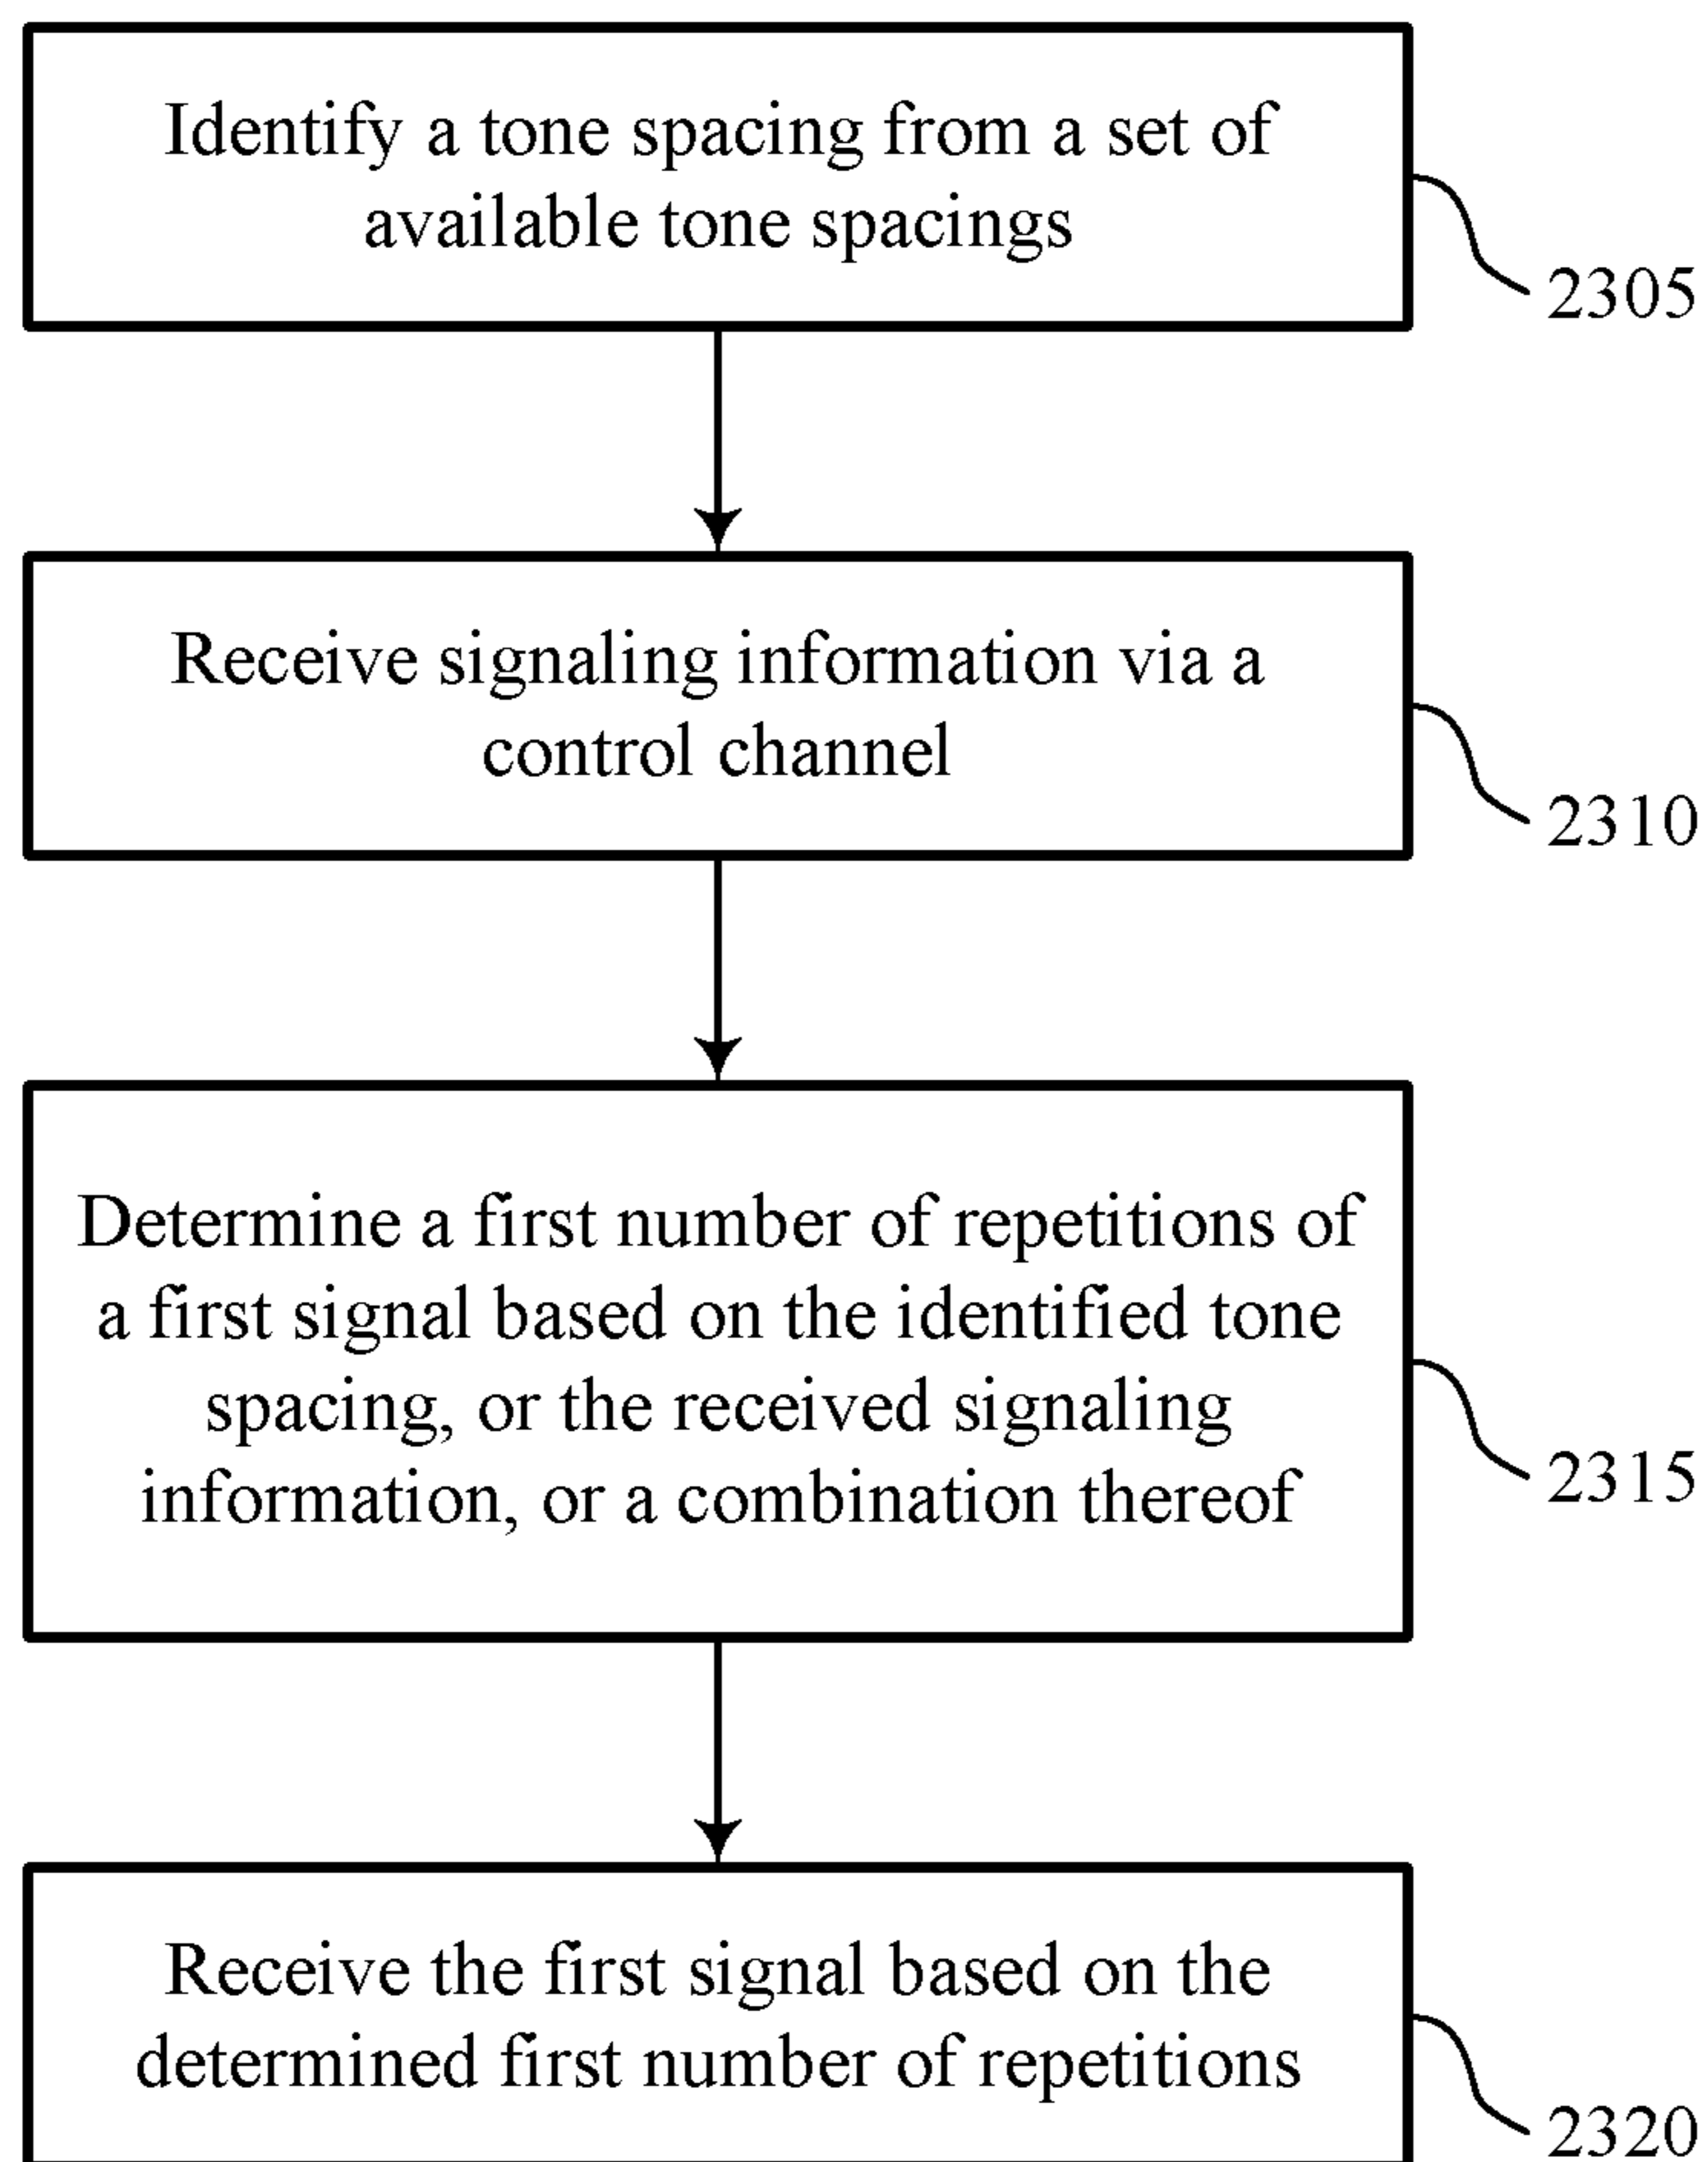 Identify a tone spacing from a set of
available tone spacings
2305
Receive signaling information via a
control channel
2310
Determine a first number of repetitions of
a first signal based on the identified tone
spacing, or the received signaling
information, or a combination thereof
2315
Receive the first signal based on the
determined first number of repetitions
2320